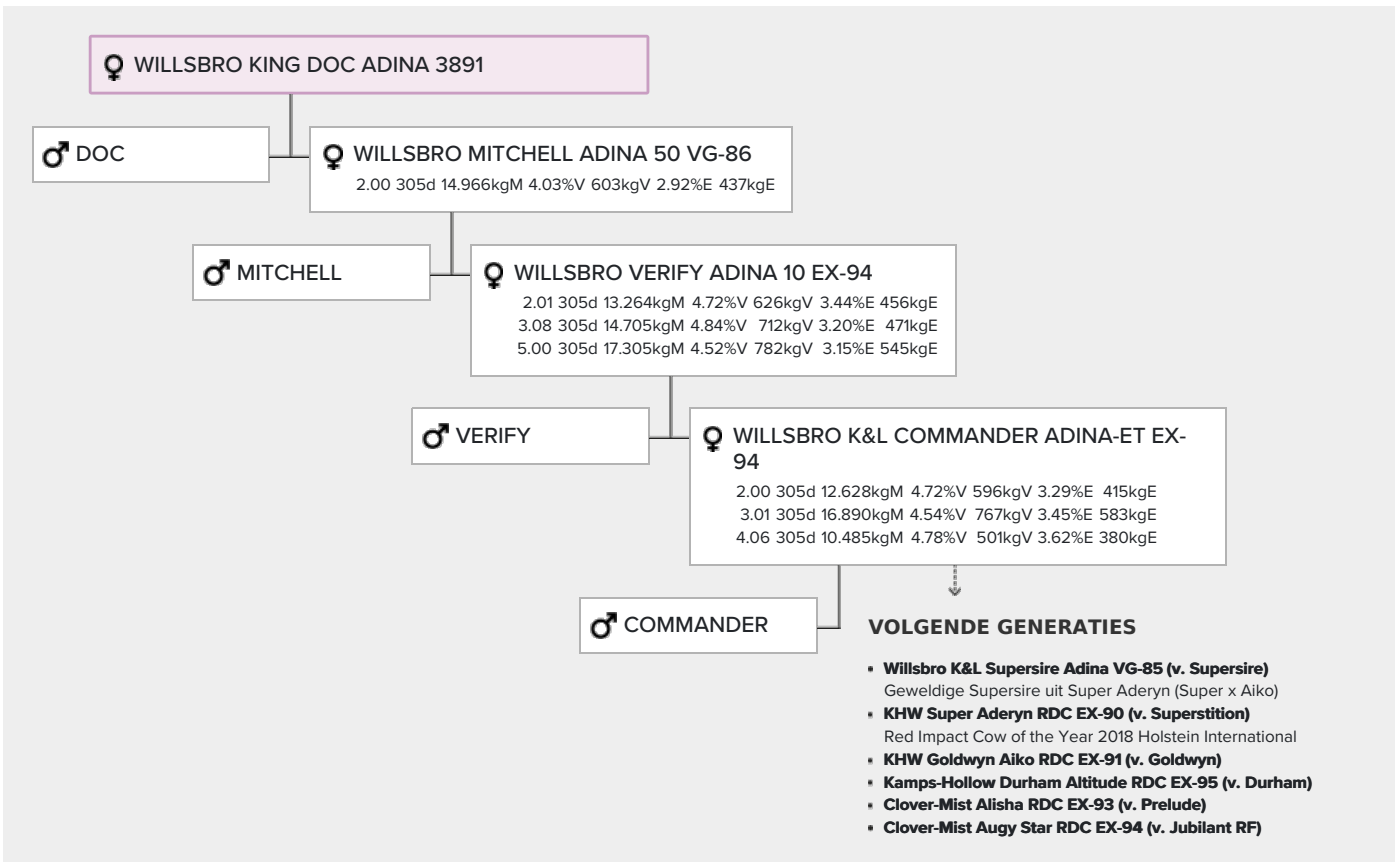 WILLSBRO KING DOC ADINA 3891
DOC
WILLSBRO MITCHELL ADINA 50 VG-86
2.00 305d 14.966kgM 4.03%V 603kgV 2.92%E 437kgE
MITCHELL
WILLSBRO VERIFY ADINA 10 EX-94
2.01 305d 13.264kgM 4.72%V 626kgV 3.44%E 456kgE
3.08 305d 14.705kgM 4.84%V 712kgV 3.20%E 471kgE
5.00 305d 17.305kgM 4.52%V 782kgV 3.15%E 545kgE
VERIFY
WILLSBRO K&L COMMANDER ADINA-ET EX-
94
2.00 305d 12.628kgM 4.72%V 596kgV 3.29%E 415kgE
3.01 305d 16.890kgM 4.54%V 767kgV 3.45%E 583kgE
4.06 305d 10.485kgM 4.78%V 501kgV 3.62%E 380kgE
COMMANDER
VOLGENDE GENERATIES
Willsbro K&L Supersire Adina VG-85 (v. Supersire)
Geweldige Supersire uit Super Aderyn (Super x Aiko)
KHW Super Aderyn RDC EX-90 (v. Superstition)
Red Impact Cow of the Year 2018 Holstein International
KHW Goldwyn Aiko RDC EX-91 (v. Goldwyn)
Kamps-Hollow Durham Altitude RDC EX-95 (v. Durham)
Clover-Mist Alisha RDC EX-93 (v. Prelude)
Clover-Mist Augy Star RDC EX-94 (v. Jubilant RF)